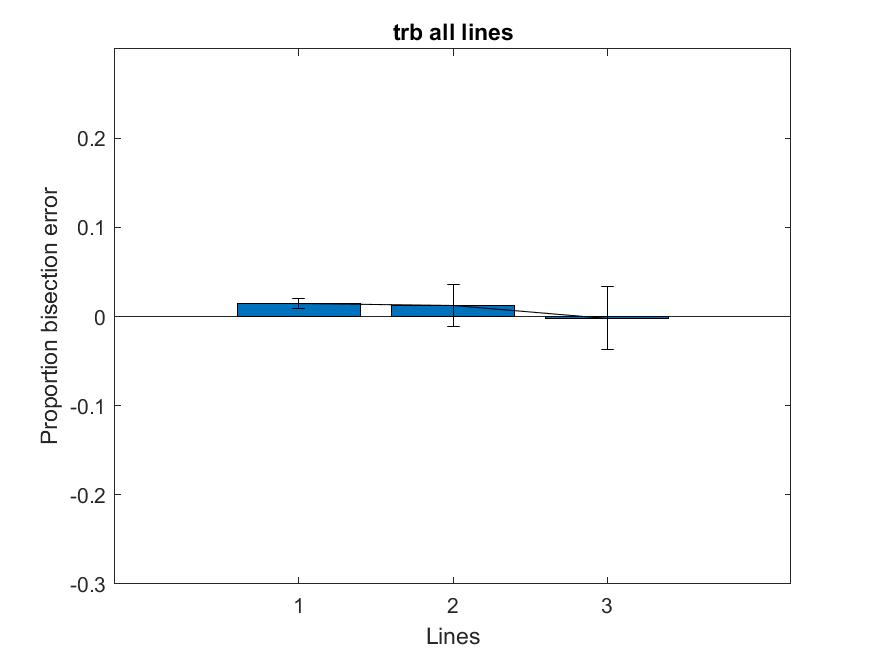 trb all lines
Proportion bisection error
0.2
0.1
0
-0.1
-0.2
-0.3
1 2 3
Lines